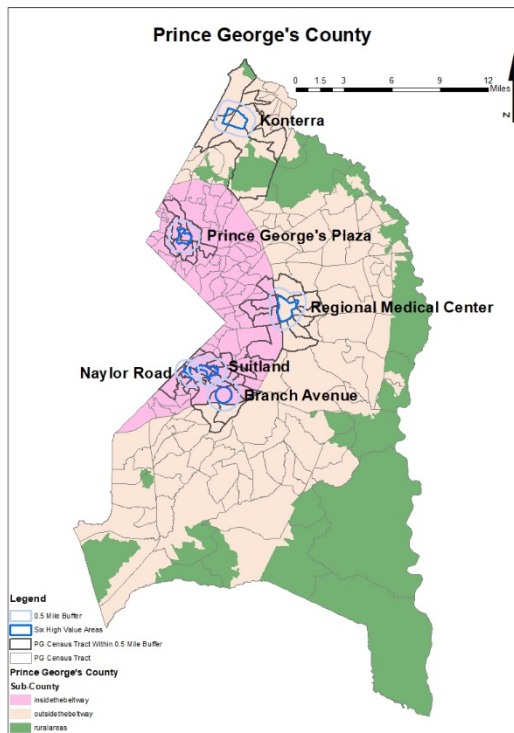 Prince George's County
0 1.5 3 6 9 12
Miles
N
Konterra
Prince George's Plaza
Regional Medical Center
Naylor Road
Suitland
Branch Avenue
Legend
0.5 Mile Buffer
Six High Value Areas
PG Census Tract Within 0.5 Mile Buffer
PG Census Tract
Prince George's County
Sub-County
insidethebeltway
outsidethebeltway
ruralareas